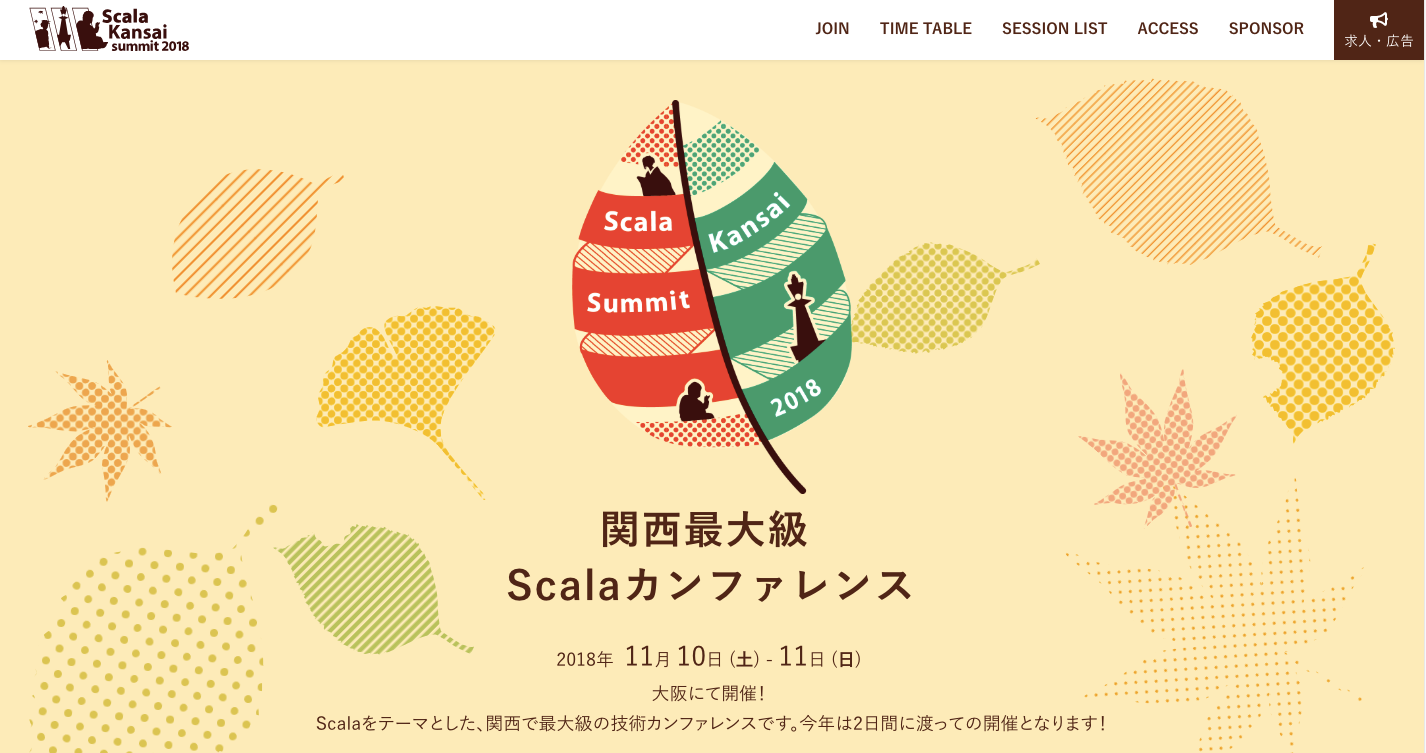 Scala
Kansai
summit 2018
JOIN
TIME TABLE
SESSION LIST
ACCESS
SPONSOR
求人・広告
Scala
Kansai
Summit
2018
関西最大級
Scalaカンファレンス
2018年 11月 10日（土）- 11日（日）
大阪にて開催！
Scalaをテーマとした、関西で最大級の技術カンファレンスです。今年は2日間に渡っての開催となります！